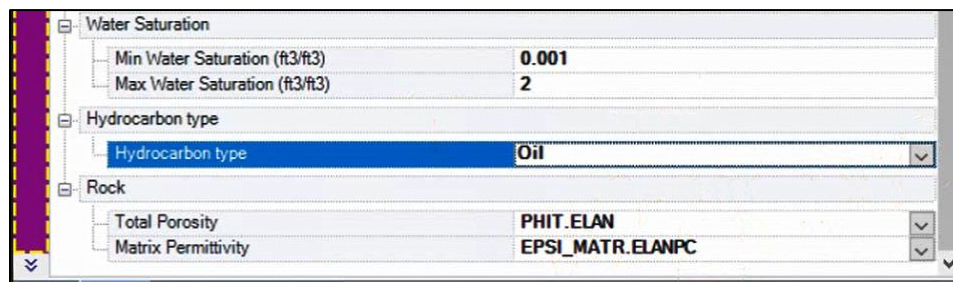 Water Saturation
Min Water Saturation (ft3/ft3) 0.001
Max Water Saturation (ft3/ft3) 2
Hydrocarbon type
Hydrocarbon type Oil
Rock
Total Porosity PHIT.ELAN
Matrix Permittivity EPSI_MATR.ELANPC